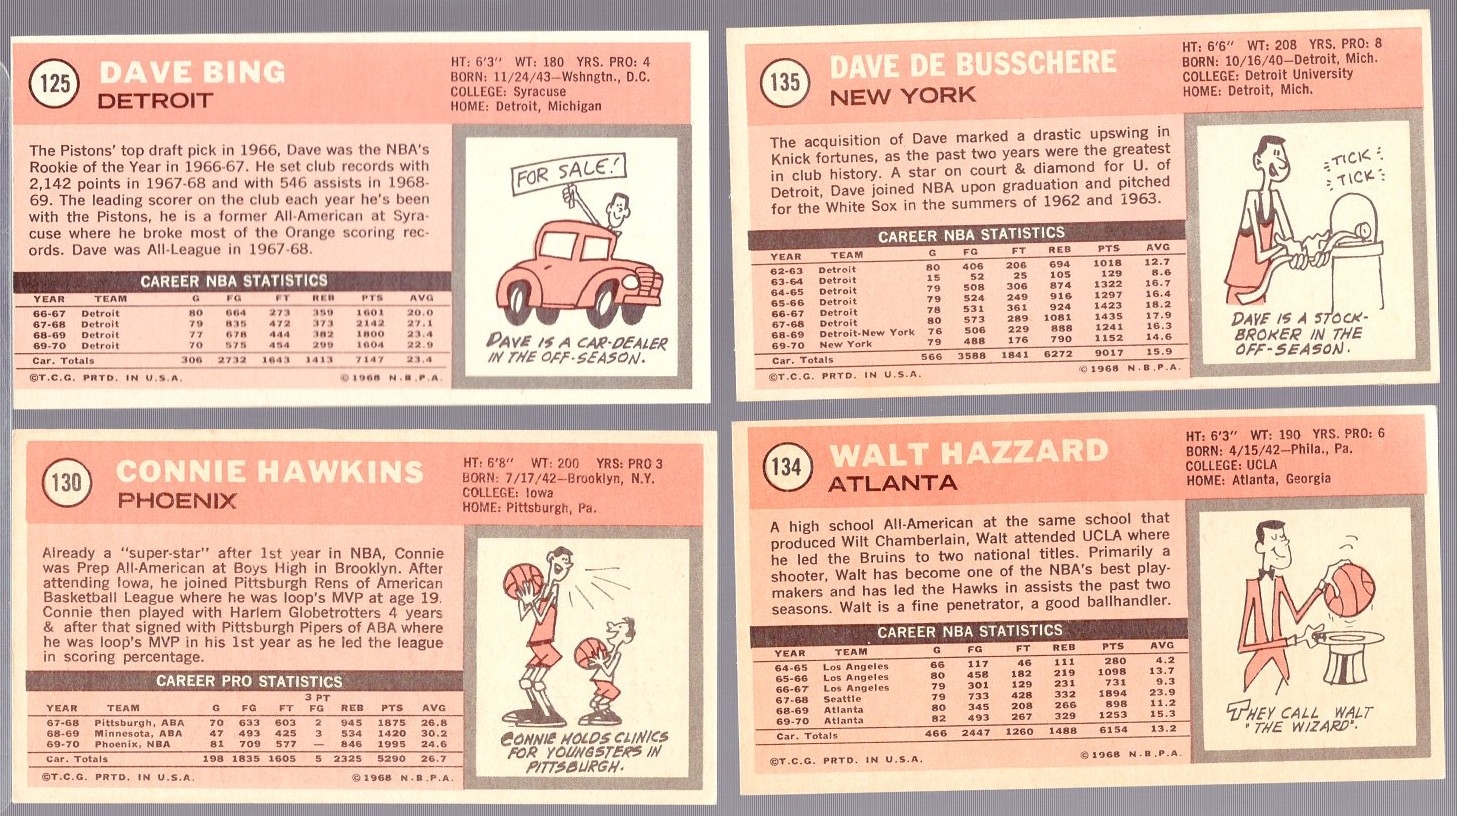 125
DAVE BING
DETROIT
HT: 6'3" WT: 180 YRS. PRO: 4
BORN: 11/24/43—Wshngtn., D.C.
COLLEGE: Syracuse
HOME: Detroit, Michigan
The Pistons' top draft pick in 1966, Dave was the NBA's
Rookie of the Year in 1966-67. He set club records with
2,142 points in 1967-68 and with 546 assists in 1968-
69. The leading scorer on the club each year he's been
with the Pistons, he is a former All-American at Syra-
cuse where he broke most of the Orange scoring rec-
ords. Dave was All-League in 1967-68.
CAREER NBA STATISTICS
YEAR TEAM G FG FT REB PTS AVG
66-67 Detroit 80 664 273 359 1601 20.0
67-68 Detroit 79 835 472 373 2142 27.1
68-69 Detroit 77 678 444 382 1800 23.4
69-70 Detroit 70 575 454 299 1604 22.9
Car. Totals 306 2732 1643 1413 7147 23.4
©T.C.G. PRTD. IN U.S.A. ©1968 N.B.P.A.
FOR SALE!
DAVE IS A CAR-DEALER
IN THE OFF-SEASON.
135
DAVE DE BUSSCHERE
NEW YORK
HT: 6'6" WT: 208 YRS. PRO: 8
BORN: 10/16/40—Detroit, Mich.
COLLEGE: Detroit University
HOME: Detroit, Mich.
The acquisition of Dave marked a drastic upswing in
Knick fortunes, as the past two years were the greatest
in club history. A star on court & diamond for U. of
Detroit, Dave joined NBA upon graduation and pitched
for the White Sox in the summers of 1962 and 1963.
CAREER NBA STATISTICS
YEAR TEAM G FG FT REB PTS AVG
62-63 Detroit 80 406 206 694 1018 12.7
63-64 Detroit 15 52 25 105 129 8.6
64-65 Detroit 79 508 306 874 1322 16.7
65-66 Detroit 79 524 249 916 1297 16.4
66-67 Detroit 78 531 361 924 1423 18.2
67-68 Detroit 80 573 289 1081 1435 17.9
68-69 Detroit-New York 76 506 229 888 1241 16.3
69-70 New York 79 488 176 790 1152 14.6
Car. Totals 566 3588 1841 6272 9017 15.9
©T.C.G. PRTD. IN U.S.A. ©1968 N.B.P.A.
TICK
TICK
DAVE IS A STOCK-
BROKER IN THE
OFF-SEASON.
130
CONNIE HAWKINS
PHOENIX
HT: 6'8" WT: 200 YRS: PRO 3
BORN: 7/17/42—Brooklyn, N.Y.
COLLEGE: Iowa
HOME: Pittsburgh, Pa.
Already a "super-star" after 1st year in NBA, Connie
was Prep All-American at Boys High in Brooklyn. After
attending Iowa, he joined Pittsburgh Rens of American
Basketball League where he was loop's MVP at age 19.
Connie then played with Harlem Globetrotters 4 years
& after that signed with Pittsburgh Pipers of ABA where
he was loop's MVP in his 1st year as he led the league
in scoring percentage.
CAREER PRO STATISTICS
3 PT
YEAR TEAM G FG FT FG REB PTS AVG
67-68 Pittsburgh, ABA 70 633 603 2 945 1875 26.8
68-69 Minnesota, ABA 47 493 425 3 534 1420 30.2
69-70 Phoenix, NBA 81 709 577 — 846 1995 24.6
Car. Totals 198 1835 1605 5 2325 5290 26.7
©T.C.G. PRTD. IN U.S.A. ©1968 N.B.P.A.
CONNIE HOLDS CLINICS
FOR YOUNGSTERS IN
PITTSBURGH.
134
WALT HAZZARD
ATLANTA
HT: 6'3" WT: 190 YRS. PRO: 6
BORN: 4/15/42—Phila., Pa.
COLLEGE: UCLA
HOME: Atlanta, Georgia
A high school All-American at the same school that
produced Wilt Chamberlain, Walt attended UCLA where
he led the Bruins to two national titles. Primarily a
shooter, Walt has become one of the NBA's best play-
makers and has led the Hawks in assists the past two
seasons. Walt is a fine penetrator, a good ballhandler.
CAREER NBA STATISTICS
YEAR TEAM G FG FT REB PTS AVG
64-65 Los Angeles 66 117 46 111 280 4.2
65-66 Los Angeles 80 458 182 219 1098 13.7
66-67 Los Angeles 79 301 129 231 731 9.3
67-68 Seattle 79 733 428 332 1894 23.9
68-69 Atlanta 80 345 208 266 898 11.2
69-70 Atlanta 82 493 267 329 1253 15.3
Car. Totals 466 2447 1260 1488 6154 13.2
©T.C.G. PRTD. IN U.S.A. ©1968 N.B.P.A.
THEY CALL WALT
"THE WIZARD".